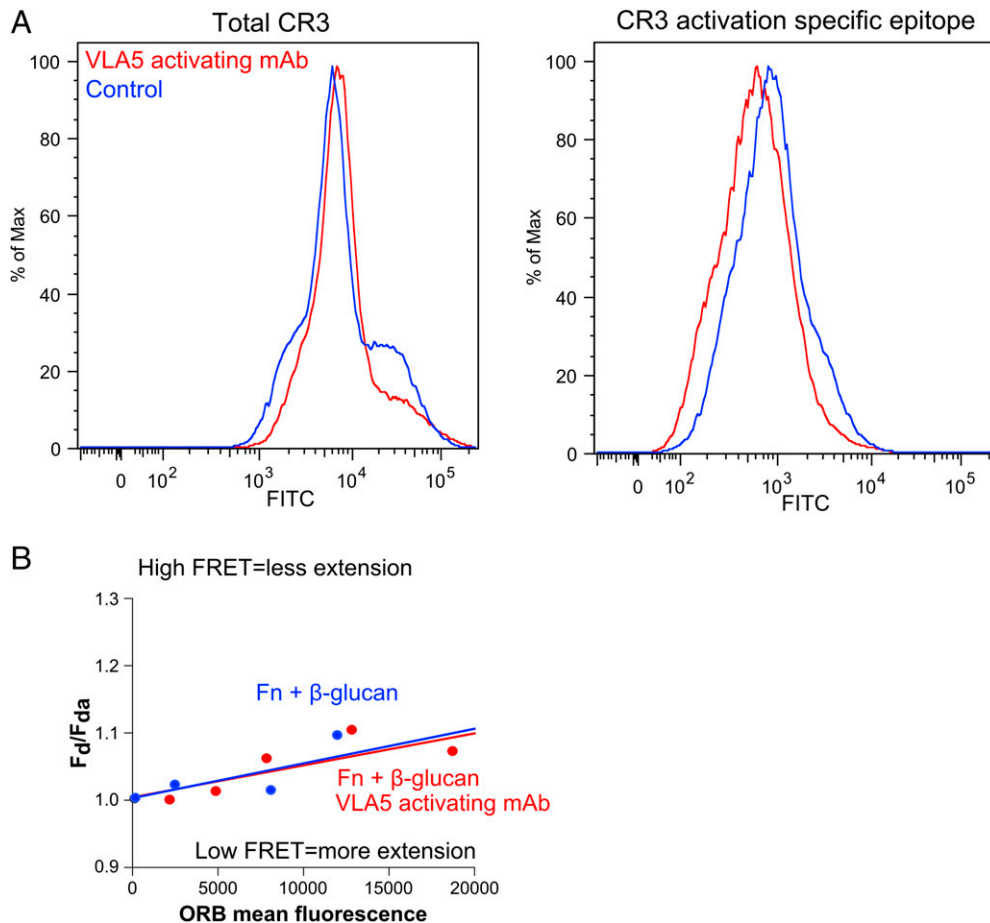 A
Total CR3
VLA5 activating mAb
Control
% of Max
100
80
60
40
20
0
0 10² 10³ 10⁴ 10⁵
FITC
CR3 activation specific epitope
% of Max
100
80
60
40
20
0
0 10² 10³ 10⁴ 10⁵
FITC
B
High FRET=less extension
Fd/Fda
1.3
1.2
1.1
1.0
0.9
Fn + β-glucan
Fn + β-glucan
VLA5 activating mAb
Low FRET=more extension
0 5000 10000 15000 20000
ORB mean fluorescence